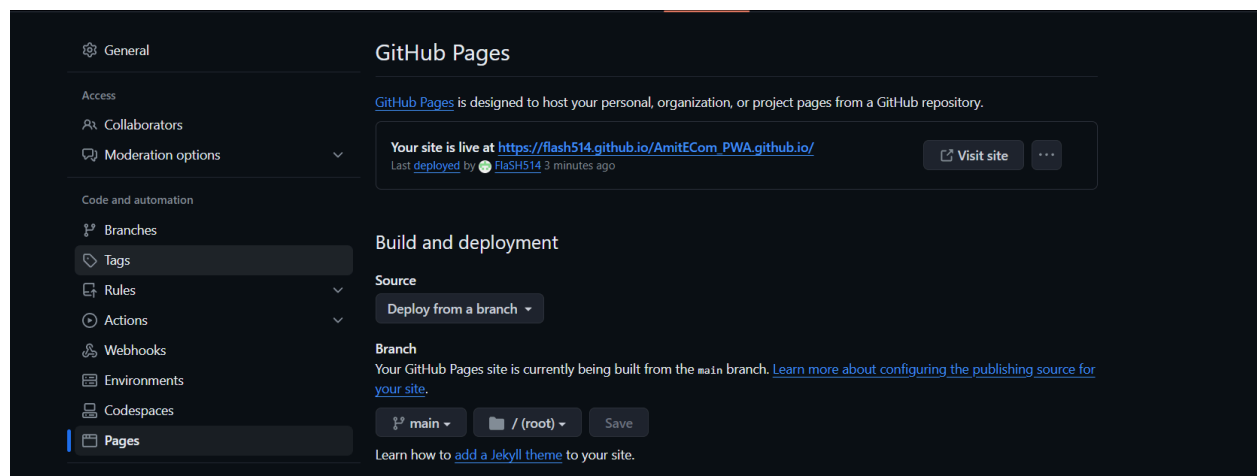 General
Access
Collaborators
Moderation options
Code and automation
Branches
Tags
Rules
Actions
Webhooks
Environments
Codespaces
Pages
GitHub Pages
GitHub Pages is designed to host your personal, organization, or project pages from a GitHub repository.
Your site is live at https://flash514.github.io/AmitECom_PWA.github.io/
Last deployed by FlaSH514 3 minutes ago
Visit site
Build and deployment
Source
Deploy from a branch
Branch
Your GitHub Pages site is currently being built from the main branch. Learn more about configuring the publishing source for
your site.
main / (root) Save
Learn how to add a Jekyll theme to your site.